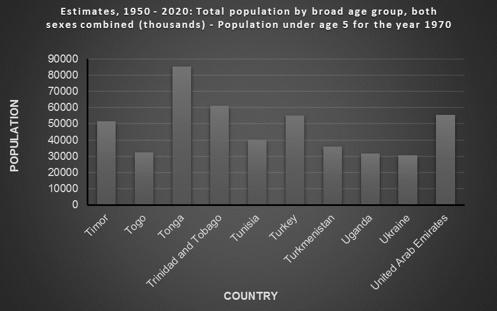 Estimates, 1950 - 2020: Total population by broad age group, both
sexes combined (thousands) - Population under age 5 for the year 1970
POPULATION
90000
80000
70000
60000
50000
40000
30000
20000
10000
0
Timor
Togo
Tonga
Trinidad and Tobago
Tunisia
Turkey
Turkmenistan
Uganda
Ukraine
United Arab Emirates
COUNTRY